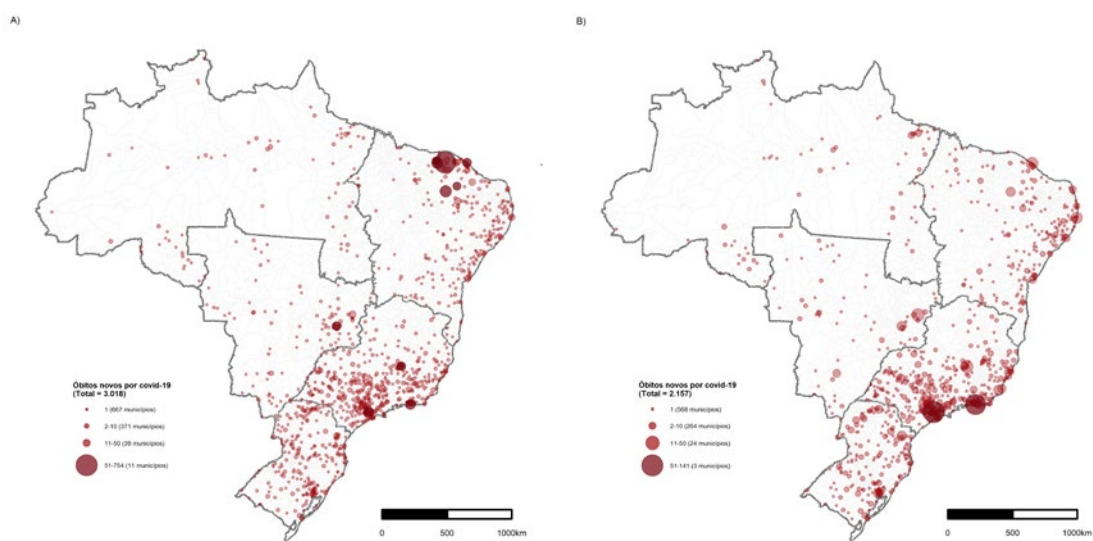 A)
B)
Óbitos novos por covid-19
(Total = 3.018)
1 (667 municípios)
2-10 (371 municípios)
11-50 (39 municípios)
51-754 (11 municípios)
0 500 1000km
Óbitos novos por covid-19
(Total = 2.157)
1 (568 municípios)
2-10 (264 municípios)
11-50 (24 municípios)
51-141 (3 municípios)
0 500 1000km